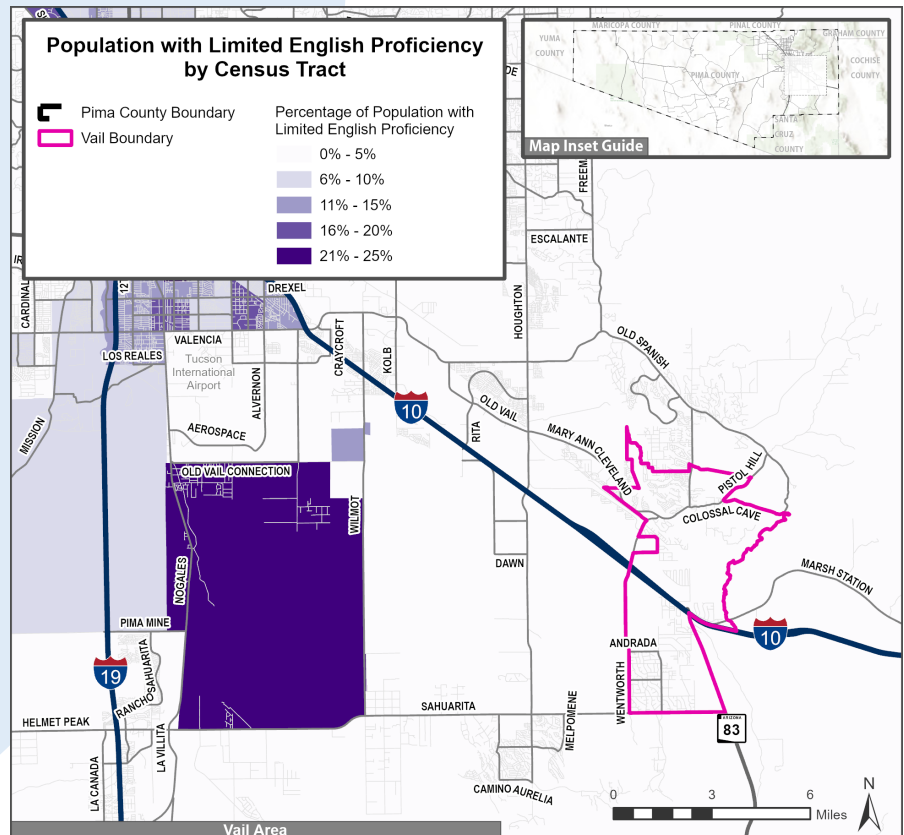 Population with Limited English Proficiency
by Census Tract
Pima County Boundary
Vail Boundary
Percentage of Population with
Limited English Proficiency
0% - 5%
6% - 10%
11% - 15%
16% - 20%
21% - 25%
MARICOPA COUNTY
PINAL COUNTY
GRAHAM COUNTY
YUMA
COUNTY
PIMA COUNTY
COCHISE
COUNTY
SANTA
CRUZ
COUNTY
Map Inset Guide
ESCALANTE
HOUGHTON
CARDINAL
DREXEL
VALENCIA
LOS REALES
Tucson
International
Airport
ALVERNON
AEROSPACE
CRAYCROFT
KOLB
10
MISSION
OLD SPANISH
OLD VAIL
RITA
MARY ANN CLEVELAND
PISTOL HILL
COLOSSAL CAVE
OLD VAIL CONNECTION
WILMOT
NOGALES
DAWN
MARSH STATION
PIMA MINE
10
ANDRADA
19
RANCHO SAHUARITA
WENTWORTH
MELPOMENE
SAHUARITA
HELMET PEAK
LA VILLITA
LA CANADA
ARIZONA
83
CAMINO AURELIA
0 3 6
Miles
N
Vail Area